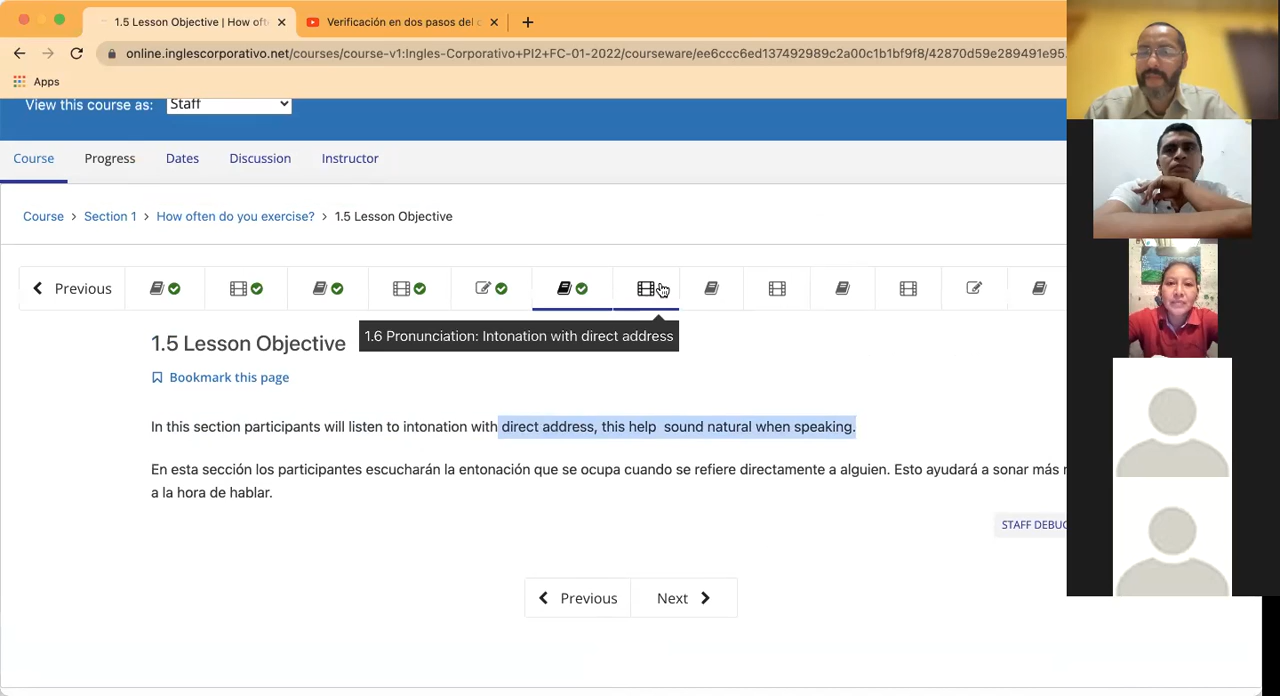 1.5 Lesson Objective | How oft
Verificación en dos pasos del c
online.inglescorporativo.net/courses/course-v1:Ingles-Corporativo+PI2+FC-01-2022/courseware/ee6ccc6ed137492989c2a00c1b1bf9f8/42870d59e289491e95
Apps
View this course as: Staff
Course Progress Dates Discussion Instructor
Course > Section 1 > How often do you exercise? > 1.5 Lesson Objective
Previous
1.6 Pronunciation: Intonation with direct address
1.5 Lesson Objective
Bookmark this page
In this section participants will listen to intonation with direct address, this help sound natural when speaking.
En esta sección los participantes escucharán la entonación que se ocupa cuando se refiere directamente a alguien. Esto ayudará a sonar más
a la hora de hablar.
STAFF DEBU
Previous Next